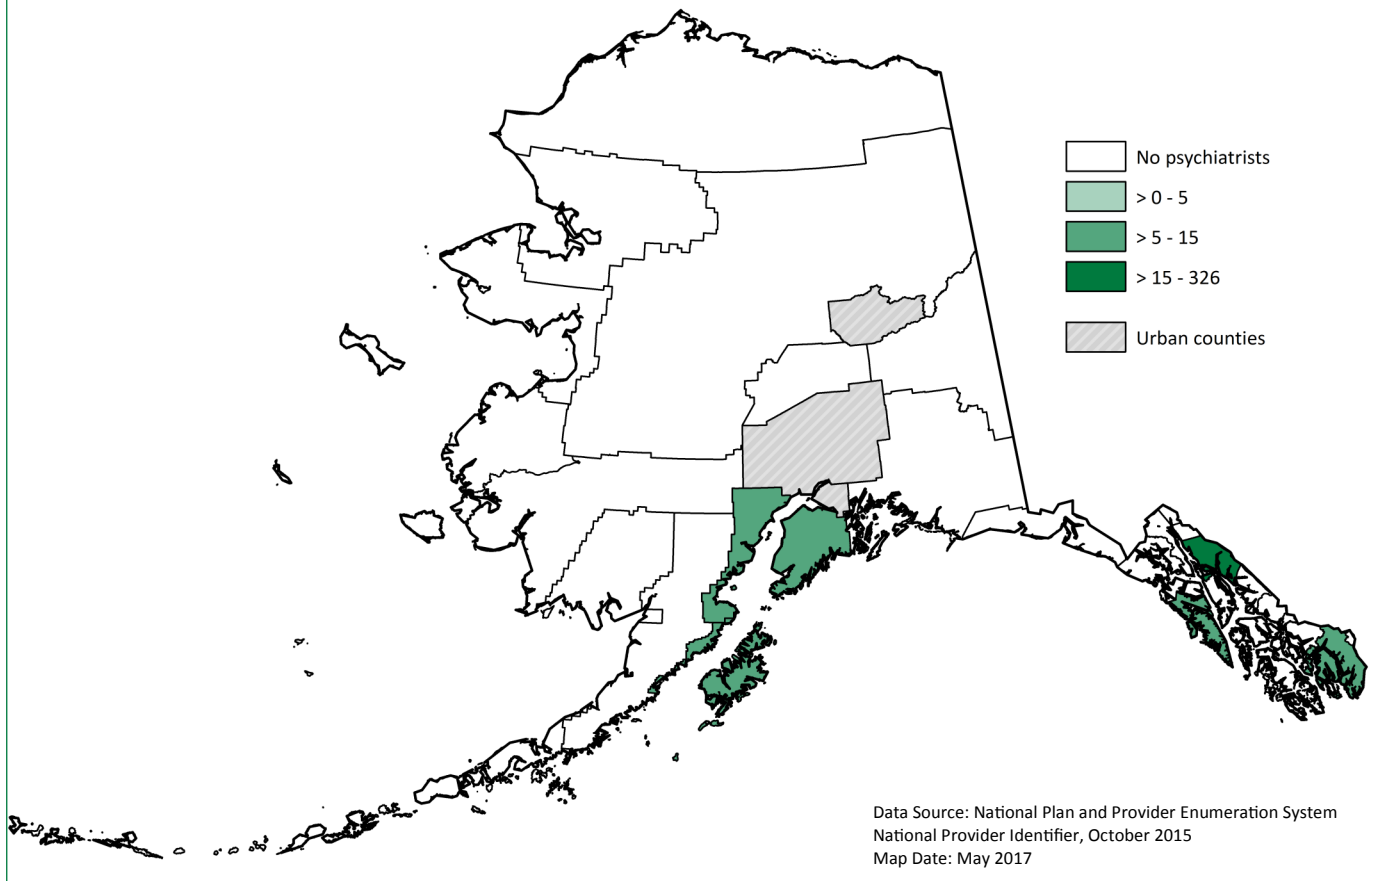 No psychiatrists
> 0 - 5
> 5 - 15
> 15 - 326
Urban counties
Data Source: National Plan and Provider Enumeration System
National Provider Identifier, October 2015
Map Date: May 2017